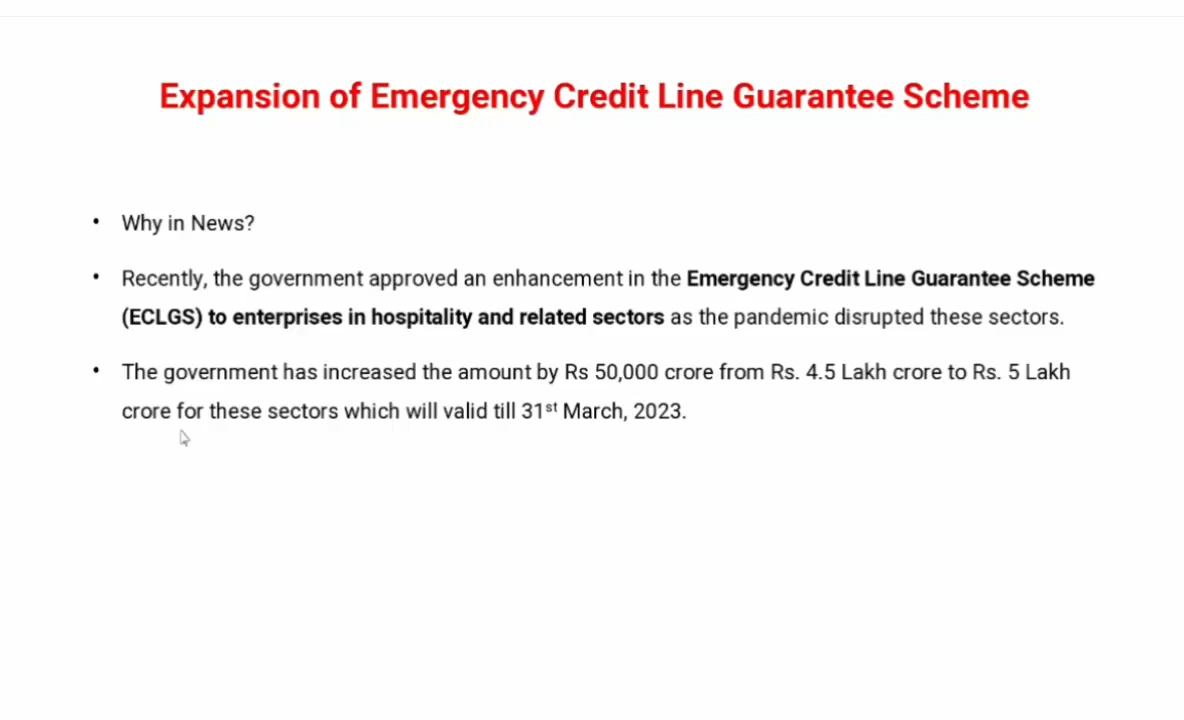 Expansion of Emergency Credit Line Guarantee Scheme
• Why in News?
• Recently, the government approved an enhancement in the Emergency Credit Line Guarantee Scheme
(ECLGS) to enterprises in hospitality and related sectors as the pandemic disrupted these sectors.
• The government has increased the amount by Rs 50,000 crore from Rs. 4.5 Lakh crore to Rs. 5 Lakh
crore for these sectors which will valid till 31st March, 2023.